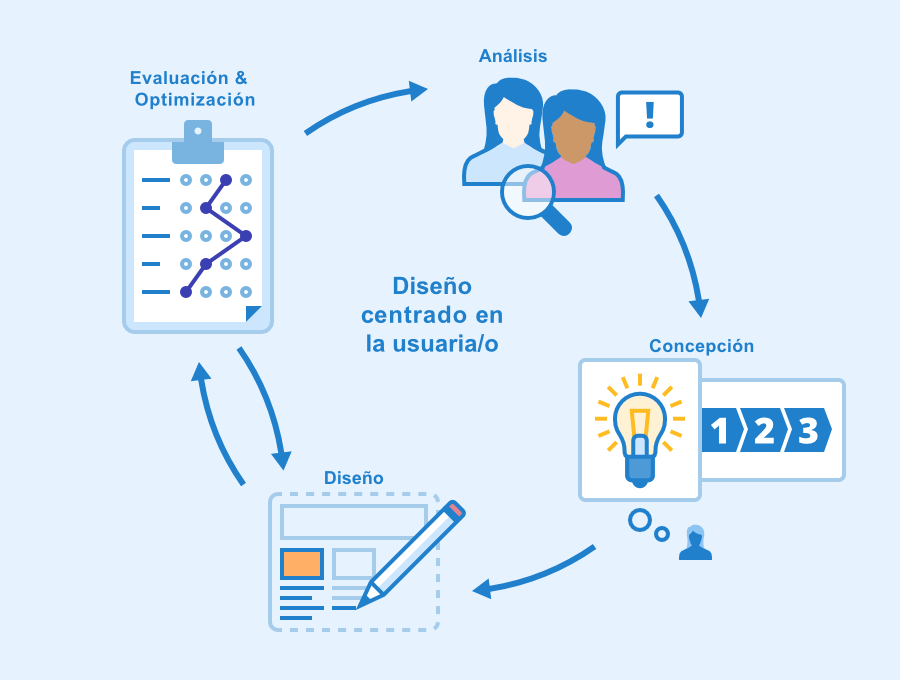 Análisis
Evaluación &
Optimización
!
Diseño
centrado en
la usuaria/o
Concepción
1 2 3
Diseño